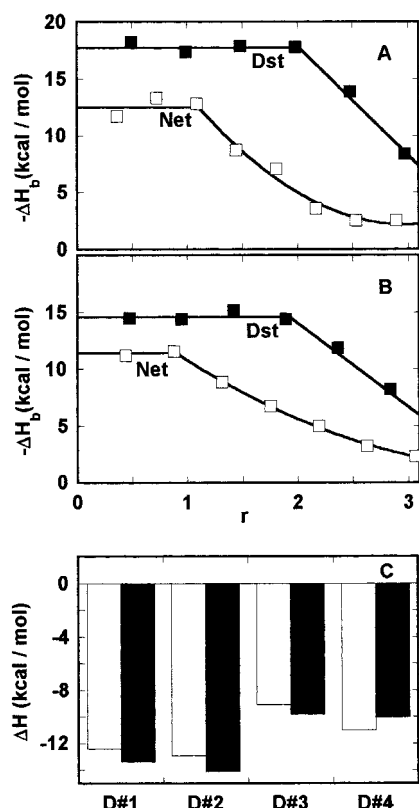 A
-ΔH_b (kcal / mol)
20
15
10
5
0
Dst
Net
B
-ΔH_b (kcal / mol)
15
10
5
0
Dst
Net
0 1 2 3
r
C
ΔH (kcal / mol)
0
-4
-8
-12
D#1 D#2 D#3 D#4